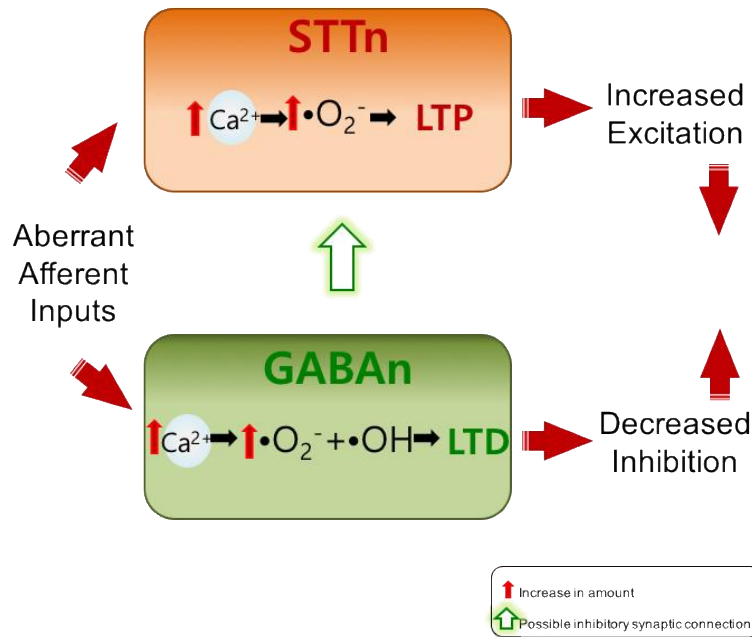 STTn
Ca²⁺ •O₂⁻ LTP
Increased
Excitation
Aberrant
Afferent
Inputs
GABAn
Ca²⁺ •O₂⁻+•OH LTD
Decreased
Inhibition
Increase in amount
Possible inhibitory synaptic connection